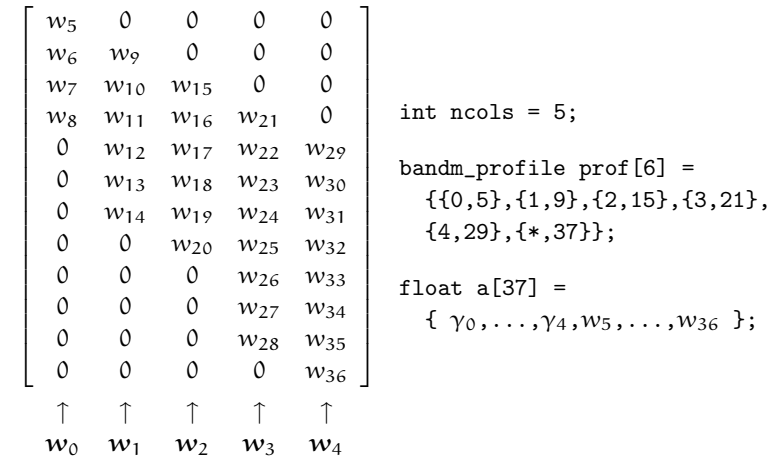 w₅ 0 0 0 0
w₆ w₉ 0 0 0
w₇ w₁₀ w₁₅ 0 0
w₈ w₁₁ w₁₆ w₂₁ 0
0 w₁₂ w₁₇ w₂₂ w₂₉
0 w₁₃ w₁₈ w₂₃ w₃₀
0 w₁₄ w₁₉ w₂₄ w₃₁
0 0 w₂₀ w₂₅ w₃₂
0 0 0 w₂₆ w₃₃
0 0 0 w₂₇ w₃₄
0 0 0 w₂₈ w₃₅
0 0 0 0 w₃₆
↑ ↑ ↑ ↑ ↑
w₀ w₁ w₂ w₃ w₄
int ncols = 5;
bandm_profile prof[6] =
{{0,5},{1,9},{2,15},{3,21},
{4,29},{*,37}};
float a[37] =
{ γ₀,...,γ₄,w₅,...,w₃₆ };